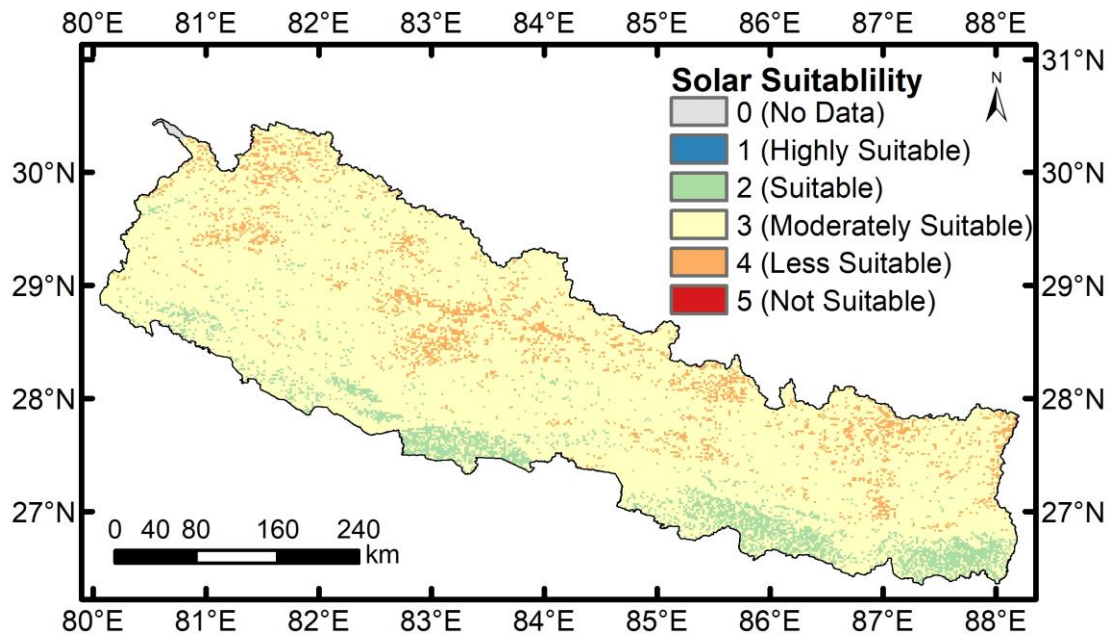 80°E 81°E 82°E 83°E 84°E 85°E 86°E 87°E 88°E
Solar Suitablility
N
0 (No Data)
1 (Highly Suitable)
2 (Suitable)
3 (Moderately Suitable)
4 (Less Suitable)
5 (Not Suitable)
31°N
30°N 30°N
29°N 29°N
28°N 28°N
27°N 27°N
0 40 80 160 240
km
80°E 81°E 82°E 83°E 84°E 85°E 86°E 87°E 88°E